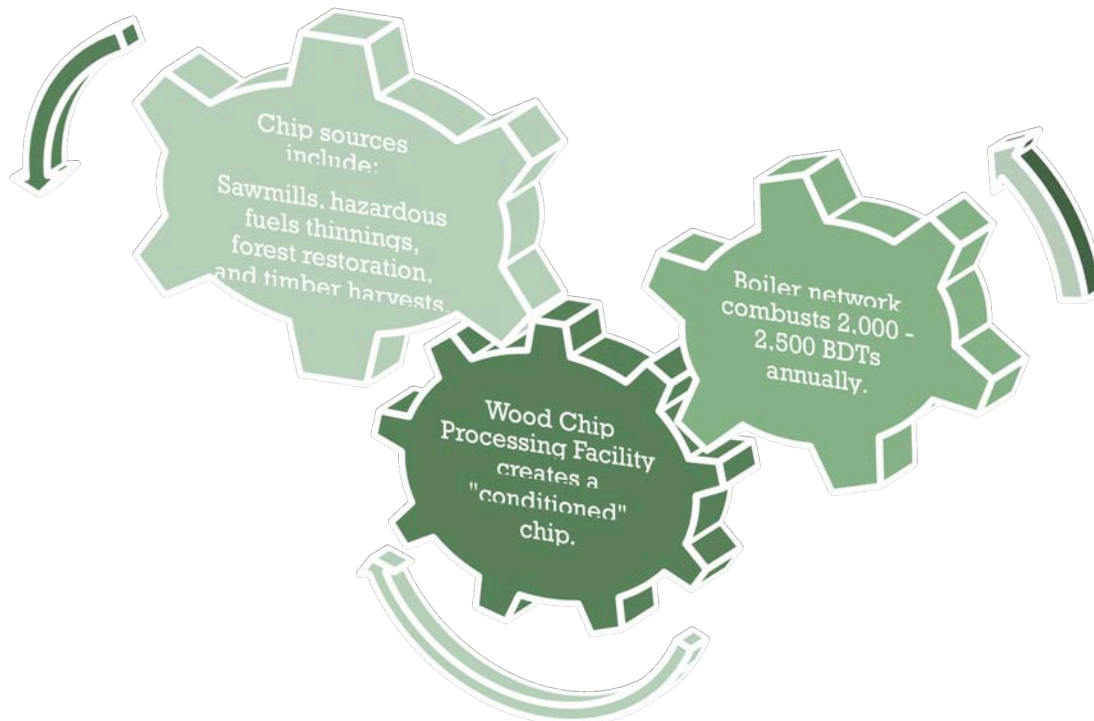 Chip sources
include:
Sawmills, hazardous
fuels thinnings,
forest restoration,
and timber harvests.
Wood Chip
Processing Facility
creates a
"conditioned"
chip.
Boiler network
combusts 2,000 -
2,500 BDTs
annually.